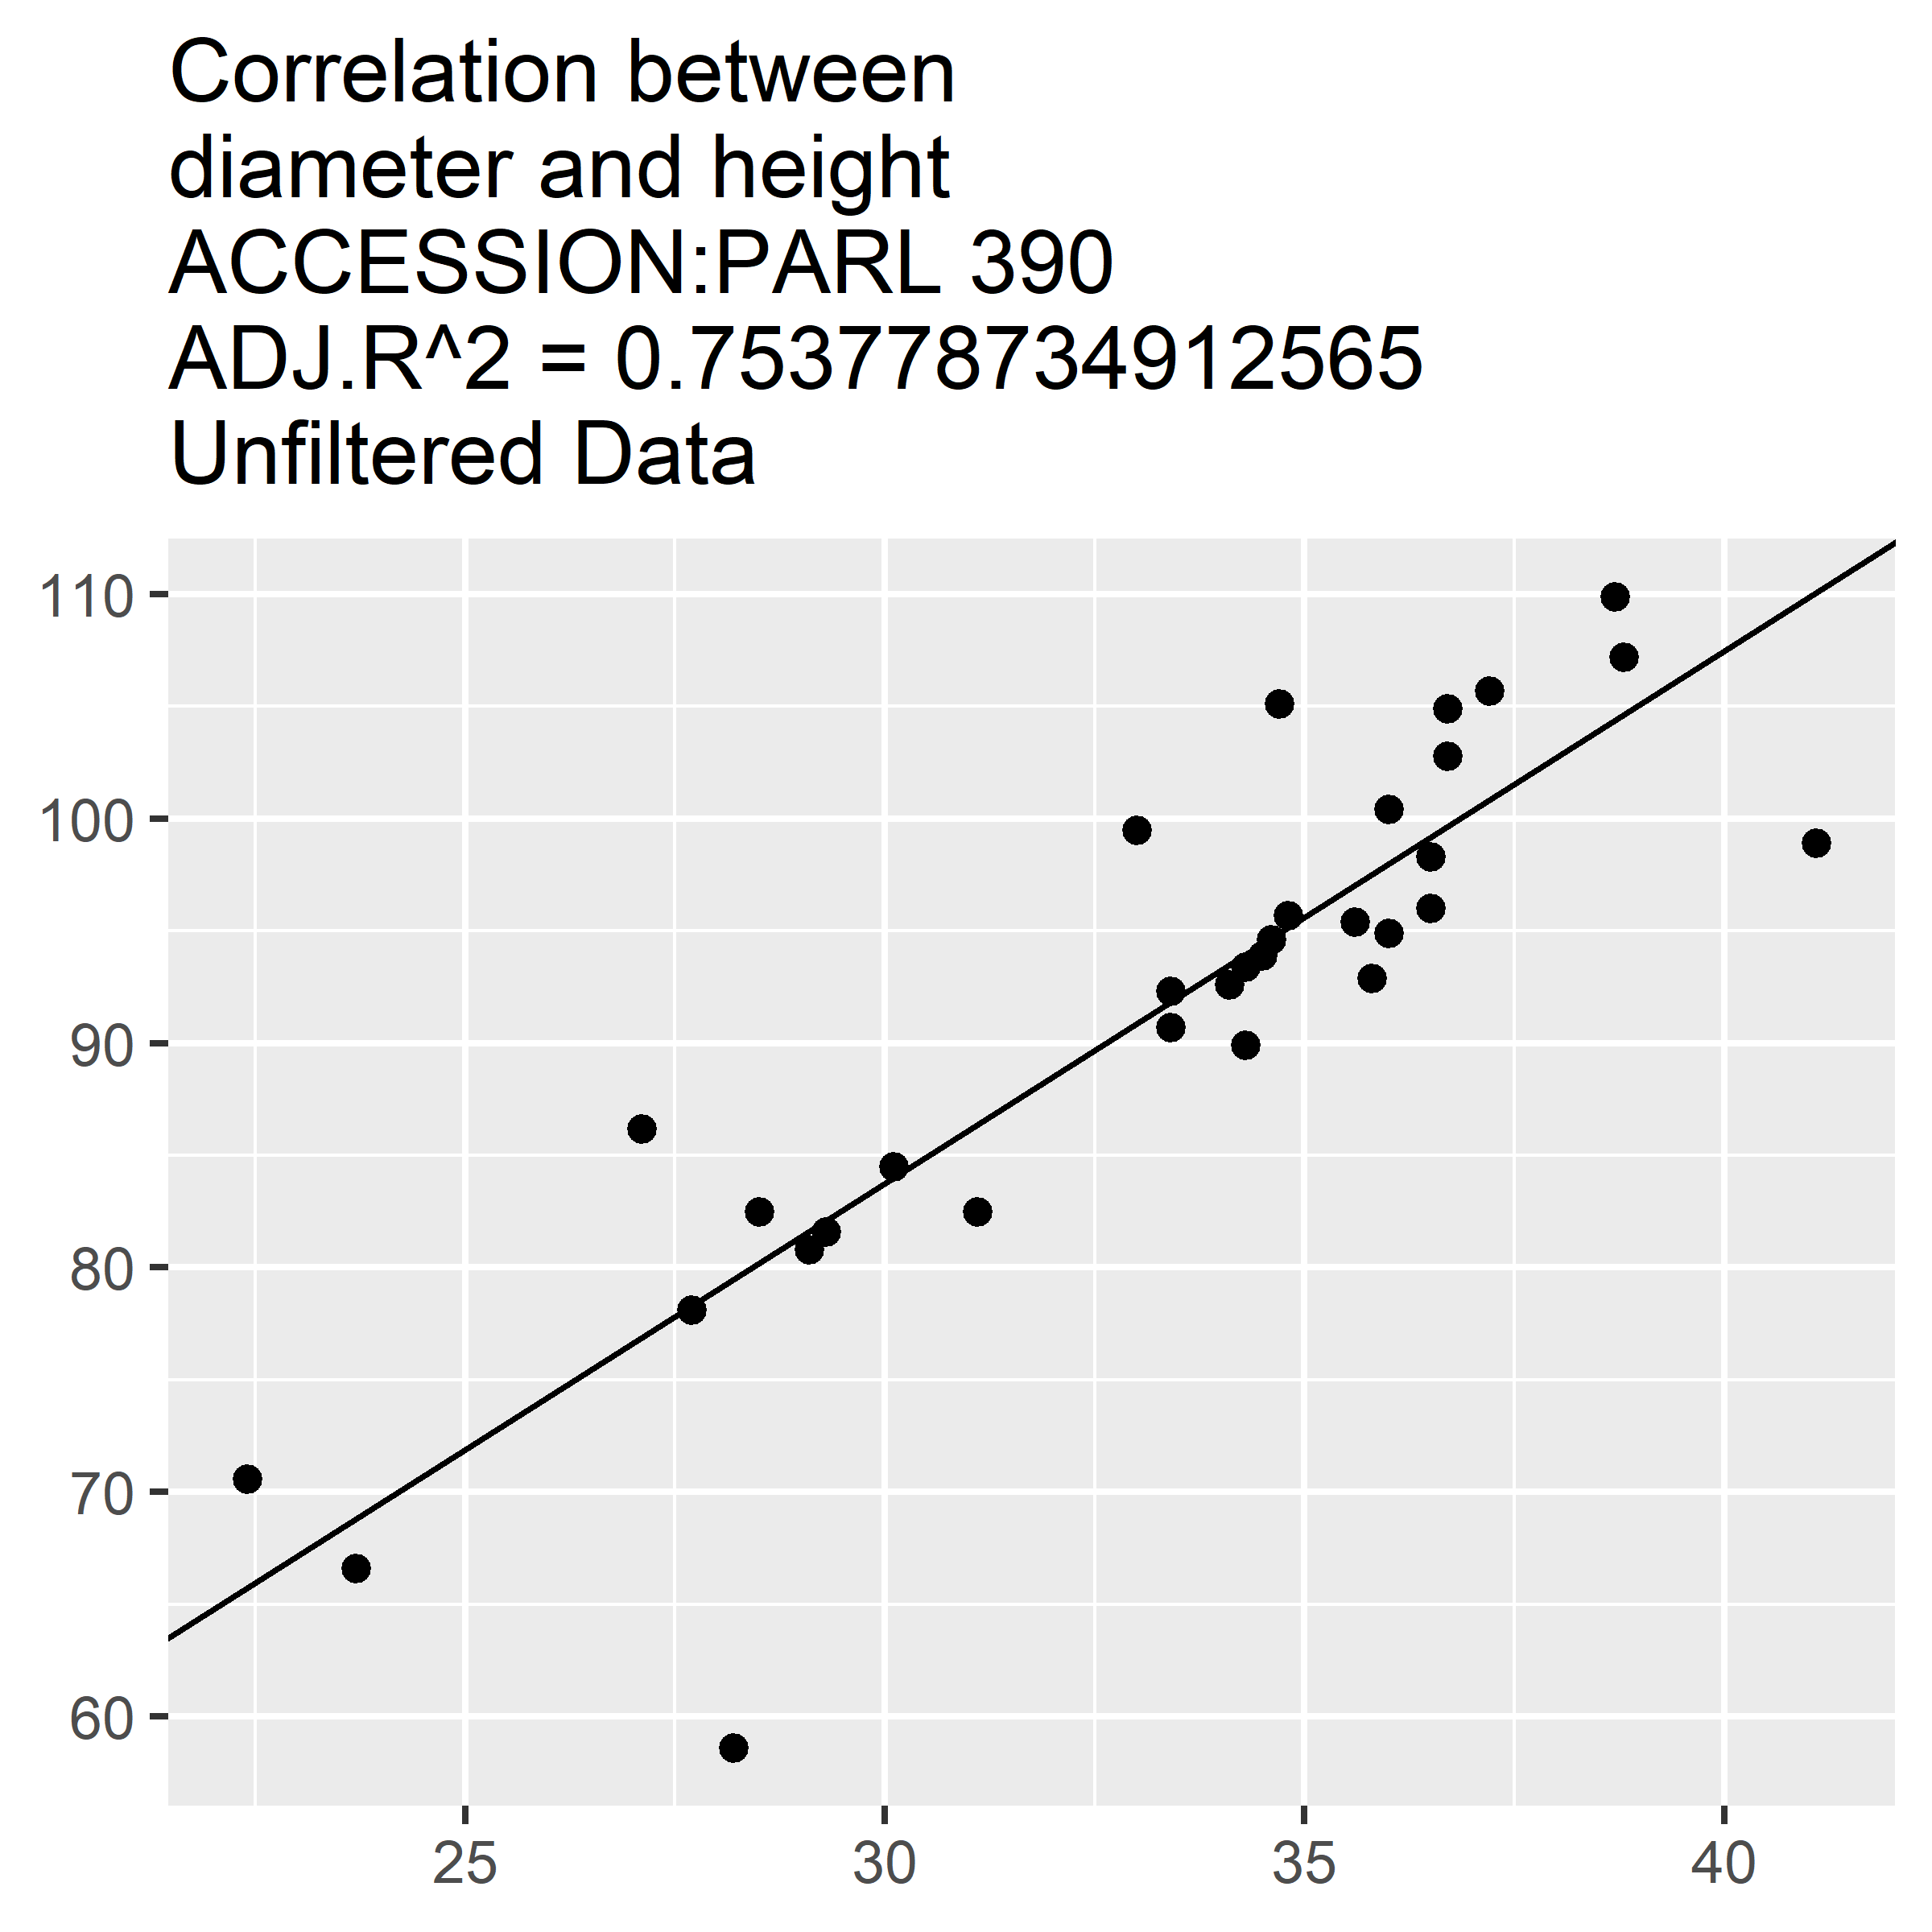 Correlation between
diameter and height
ACCESSION:PARL 390
ADJ.R^2 = 0.753778734912565
Unfiltered Data
110
100
90
80
70
60
25 30 35 40